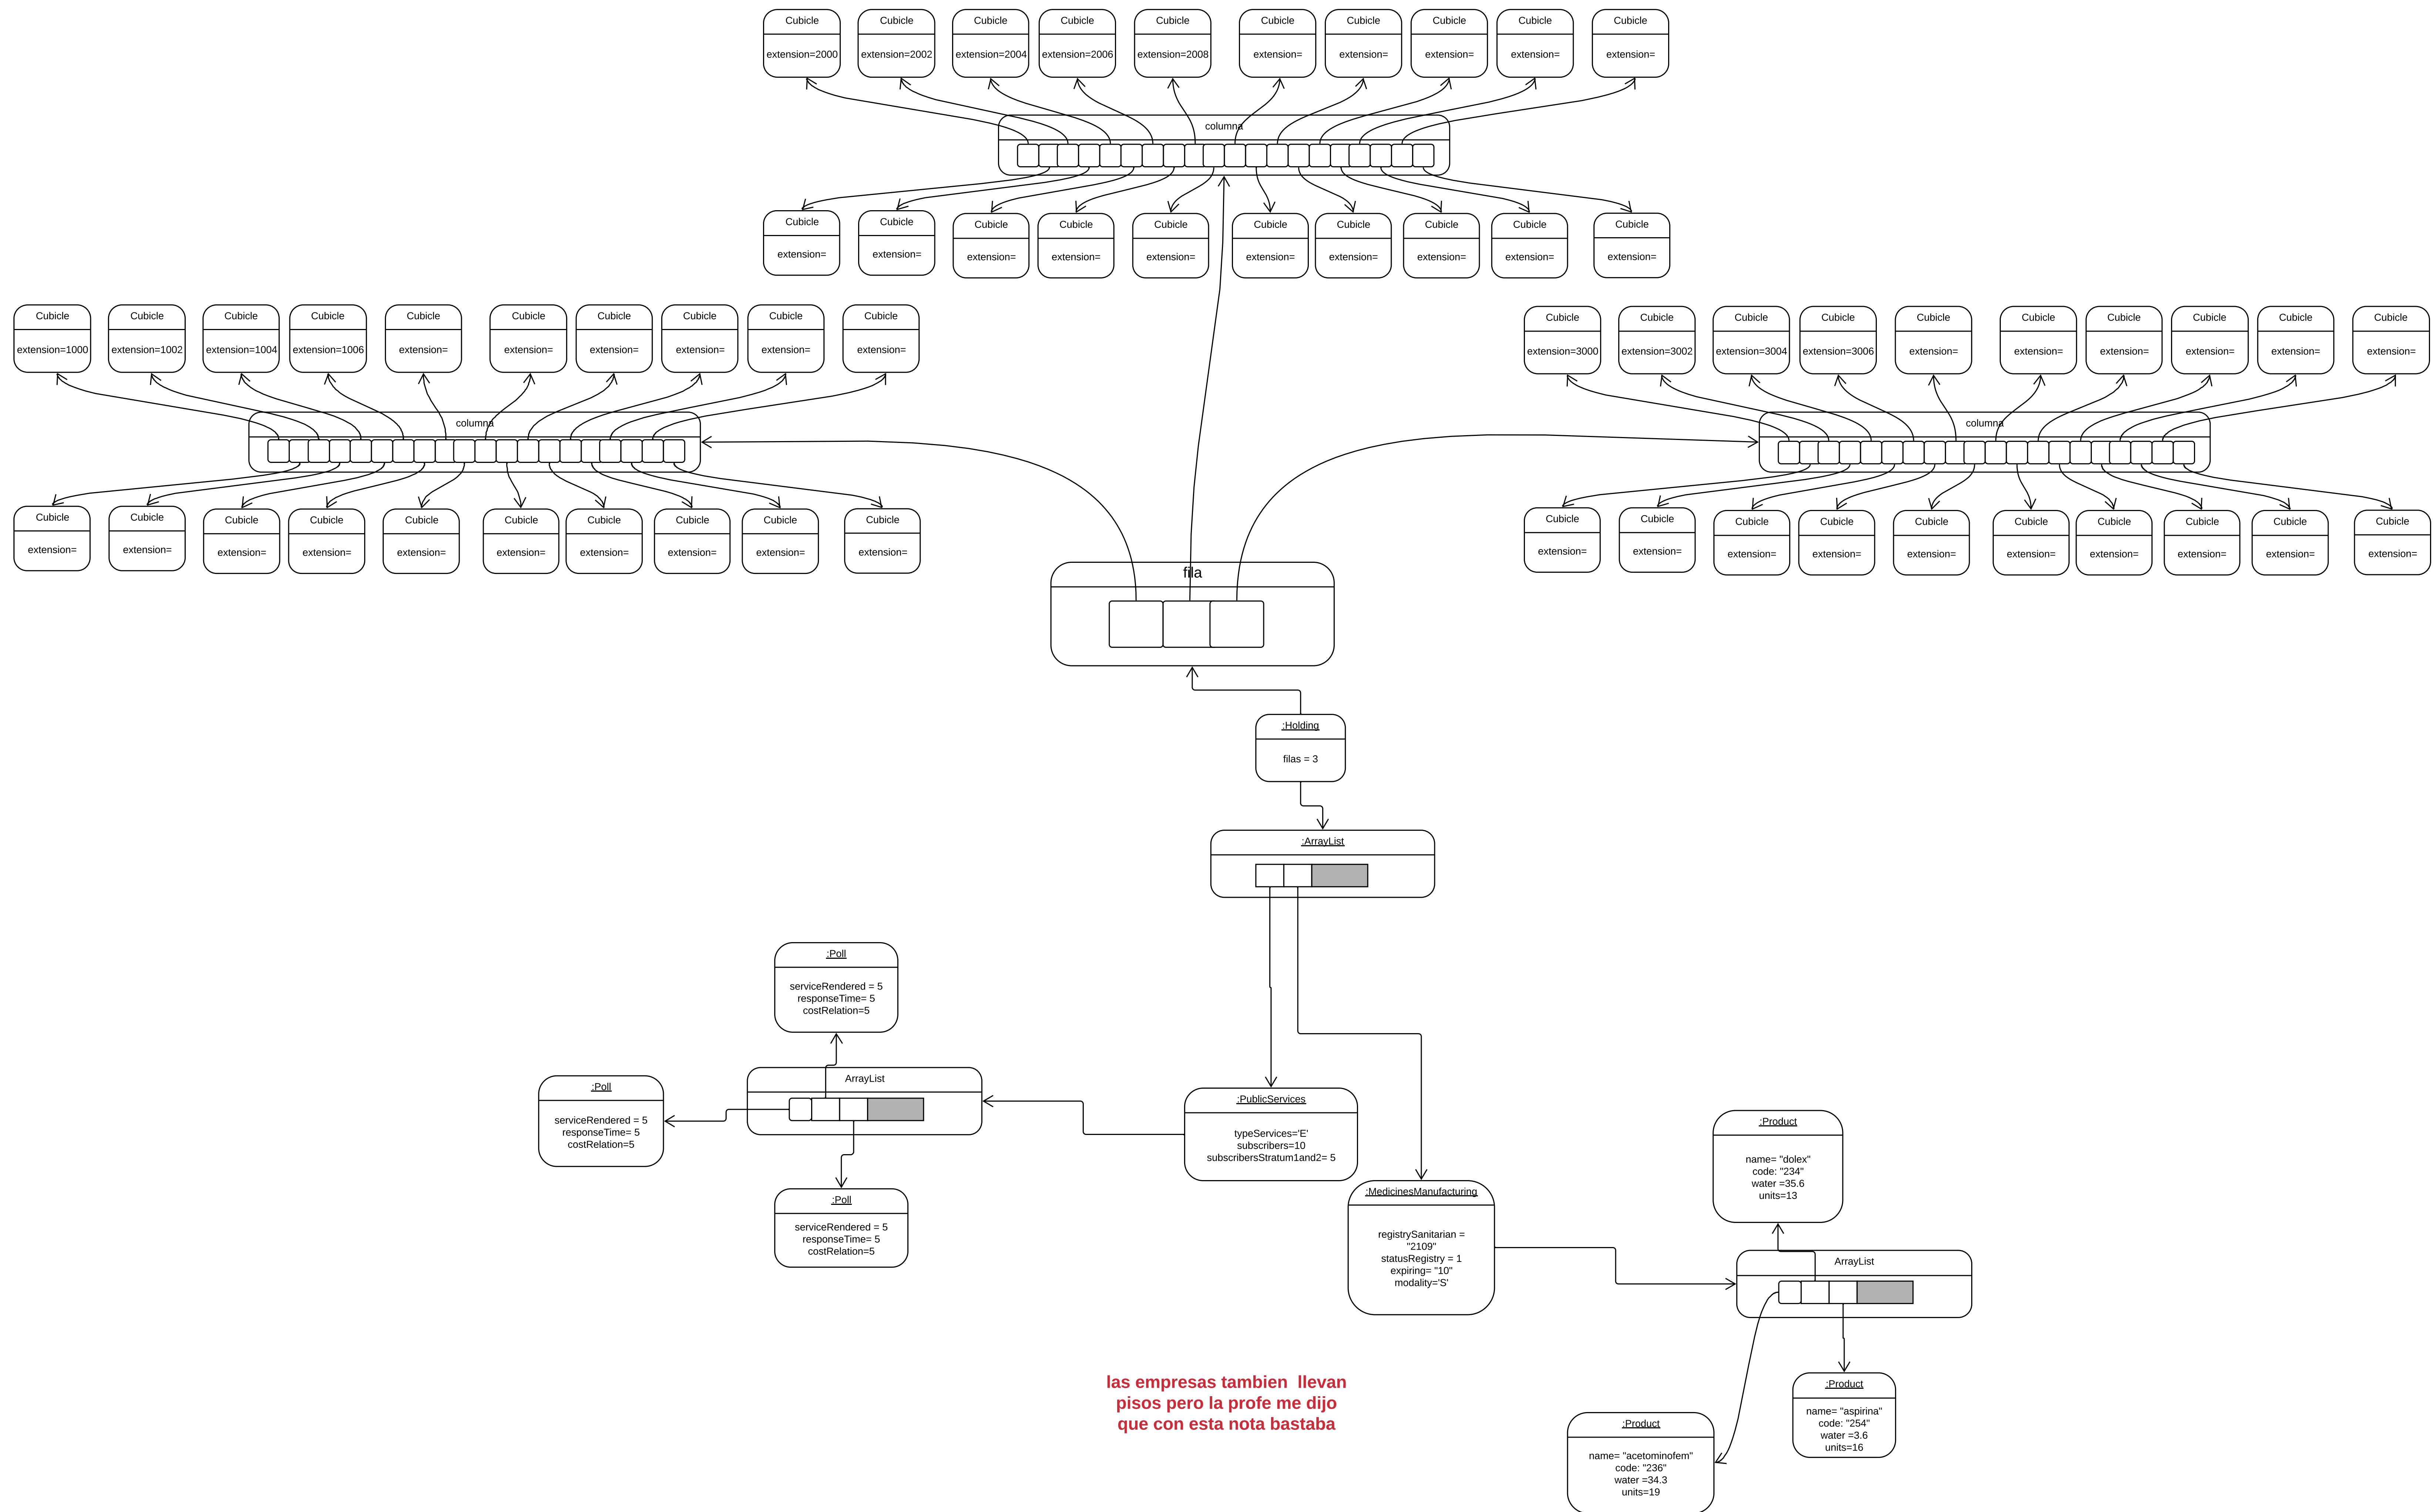 Cubicle
extension=2000
Cubicle
extension=2002
Cubicle
extension=2004
Cubicle
extension=2006
Cubicle
extension=2008
Cubicle
extension=
Cubicle
extension=
Cubicle
extension=
Cubicle
extension=
Cubicle
extension=
columna
Cubicle
extension=
Cubicle
extension=
Cubicle
extension=
Cubicle
extension=
Cubicle
extension=
Cubicle
extension=
Cubicle
extension=
Cubicle
extension=
Cubicle
extension=
Cubicle
extension=
Cubicle
extension=1000
Cubicle
extension=1002
Cubicle
extension=1004
Cubicle
extension=1006
Cubicle
extension=
Cubicle
extension=
Cubicle
extension=
Cubicle
extension=
Cubicle
extension=
Cubicle
extension=
columna
Cubicle
extension=
Cubicle
extension=
Cubicle
extension=
Cubicle
extension=
Cubicle
extension=
Cubicle
extension=
Cubicle
extension=
Cubicle
extension=
Cubicle
extension=
Cubicle
extension=
Cubicle
extension=3000
Cubicle
extension=3002
Cubicle
extension=3004
Cubicle
extension=3006
Cubicle
extension=
Cubicle
extension=
Cubicle
extension=
Cubicle
extension=
Cubicle
extension=
Cubicle
extension=
columna
Cubicle
extension=
Cubicle
extension=
Cubicle
extension=
Cubicle
extension=
Cubicle
extension=
Cubicle
extension=
Cubicle
extension=
Cubicle
extension=
Cubicle
extension=
Cubicle
extension=
fila
:Holding
filas = 3
:ArrayList
:Poll
serviceRendered = 5
responseTime= 5
costRelation=5
:Poll
serviceRendered = 5
responseTime= 5
costRelation=5
ArrayList
:Poll
serviceRendered = 5
responseTime= 5
costRelation=5
:PublicServices
typeServices='E'
subscribers=10
subscribersStratum1and2= 5
:MedicinesManufacturing
registrySanitarian =
"2109"
statusRegistry = 1
expiring= "10"
modality='S'
:Product
name= "dolex"
code: "234"
water =35.6
units=13
ArrayList
:Product
name= "aspirina"
code: "254"
water =3.6
units=16
:Product
name= "acetominofem"
code: "236"
water =34.3
units=19
las empresas tambien  llevan
pisos pero la profe me dijo
que con esta nota bastaba